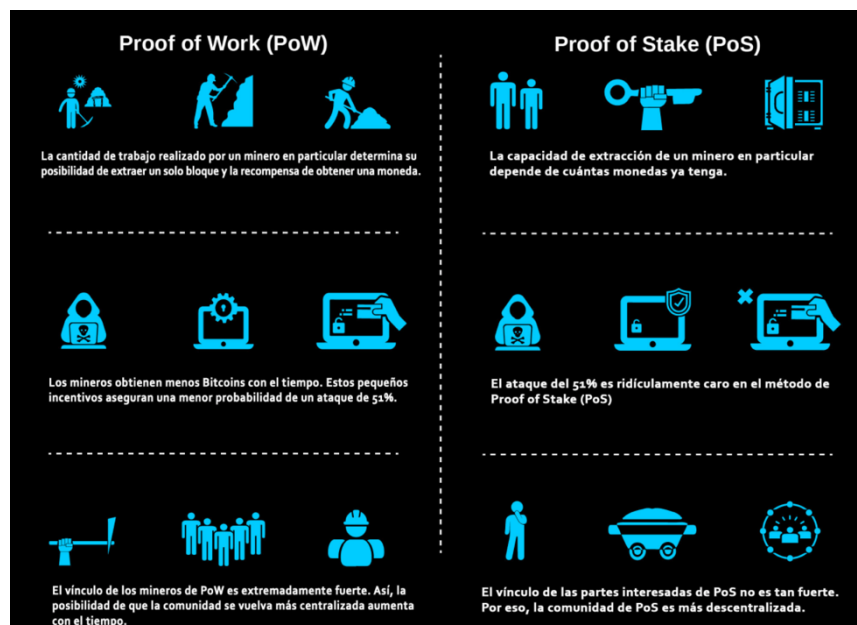 Proof of Work (PoW)
La cantidad de trabajo realizado por un minero en particular determina su
posibilidad de extraer un solo bloque y la recompensa de obtener una moneda.
Los mineros obtienen menos Bitcoins con el tiempo. Estos pequeños
incentivos aseguran una menor probabilidad de un ataque de 51%.
El vínculo de los mineros de PoW es extremadamente fuerte. Así, la
posibilidad de que la comunidad se vuelva más centralizada aumenta
con el tiempo.
Proof of Stake (PoS)
La capacidad de extracción de un minero en particular
depende de cuántas monedas ya tenga.
El ataque del 51% es ridículamente caro en el método de
Proof of Stake (PoS)
El vínculo de las partes interesadas de PoS no es tan fuerte.
Por eso, la comunidad de PoS es más descentralizada.